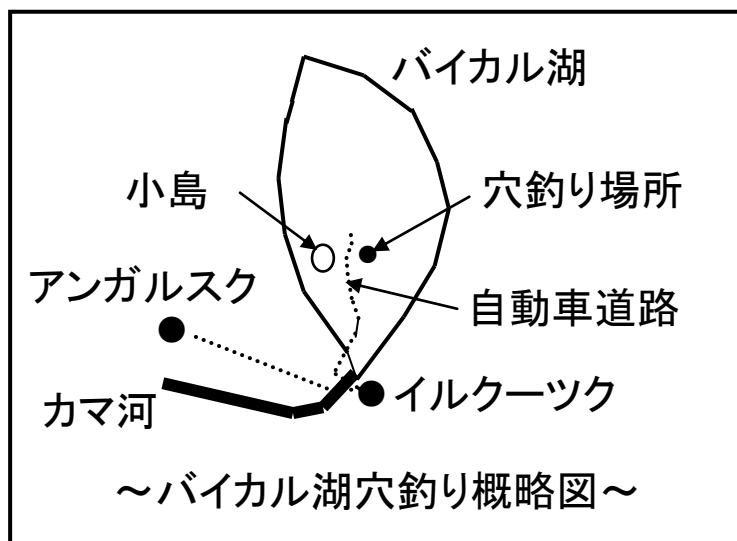 バイカル湖
小島
穴釣り場所
アンガルスク
自動車道路
カマ河
イルクーツク
～バイカル湖穴釣り概略図～